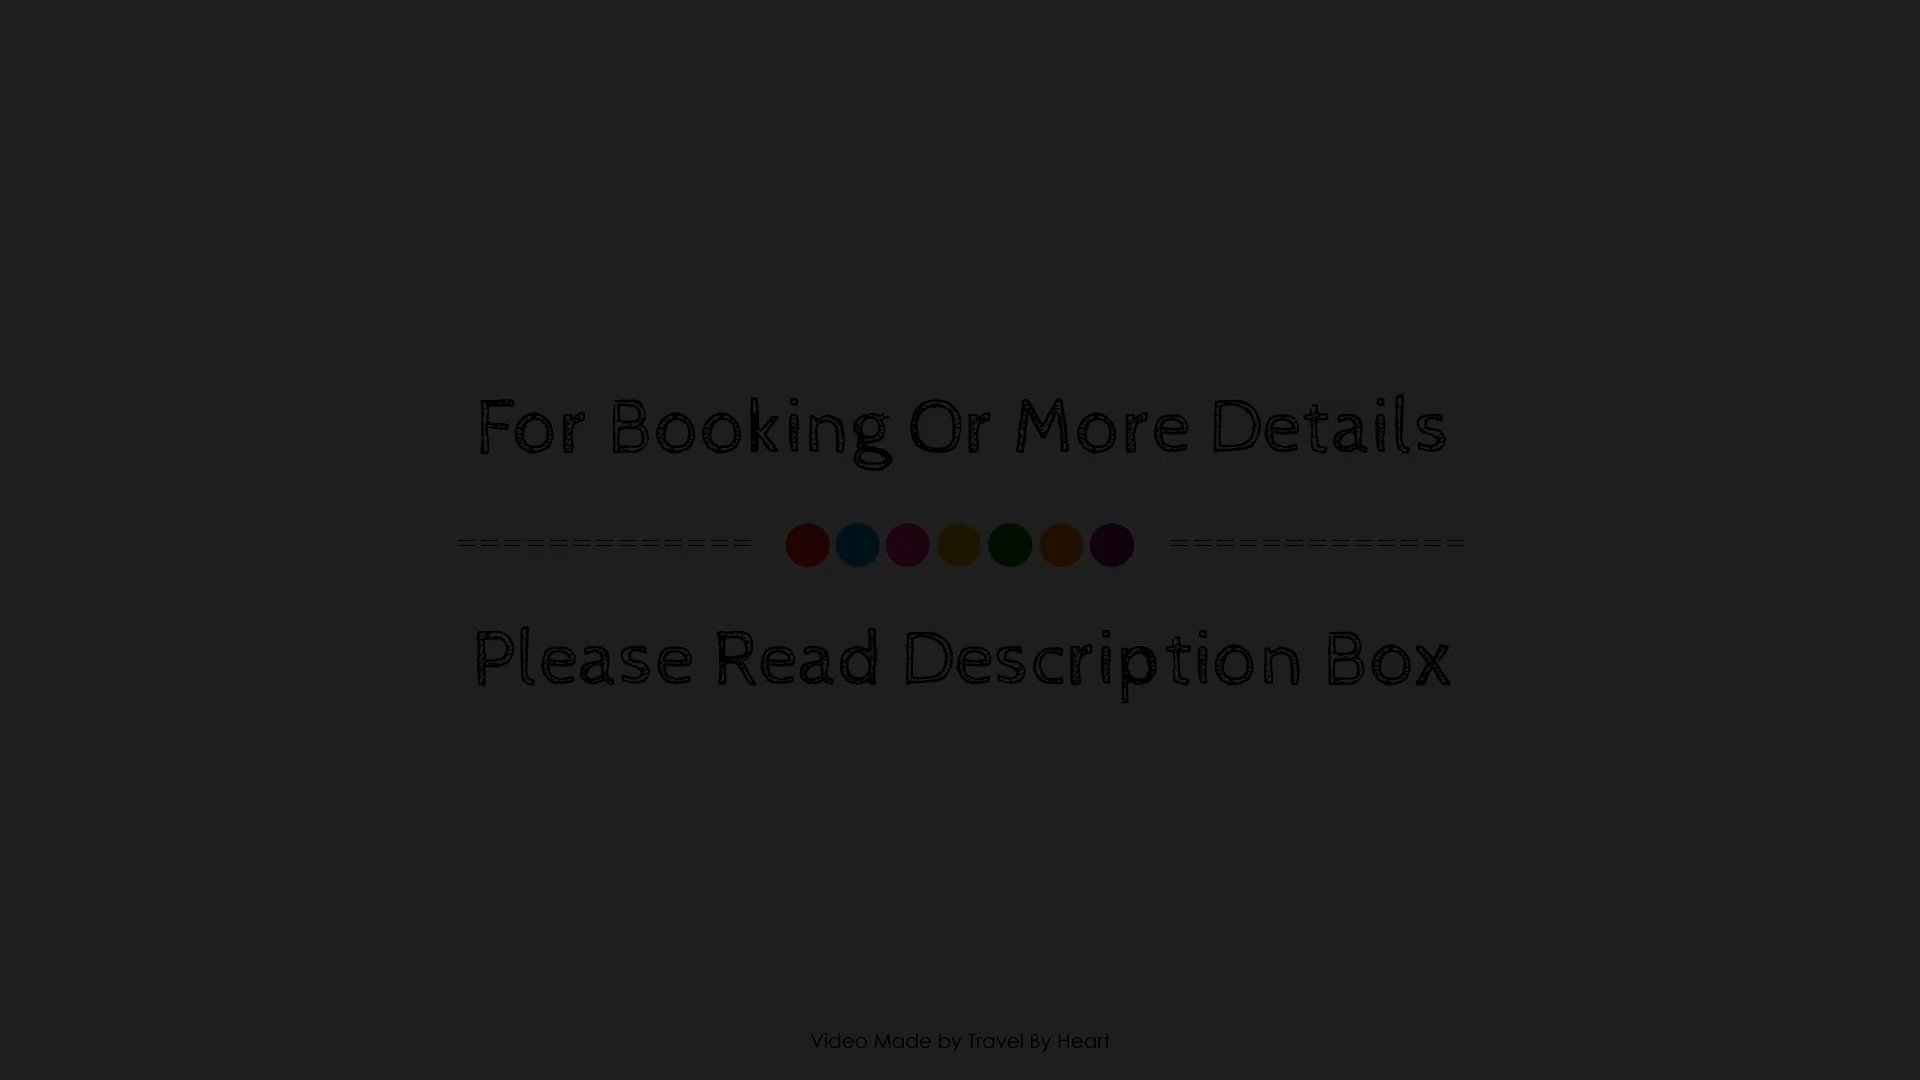 For Booking Or More Details
============= =============
Please Read Description Box
Video Made by Travel By Heart